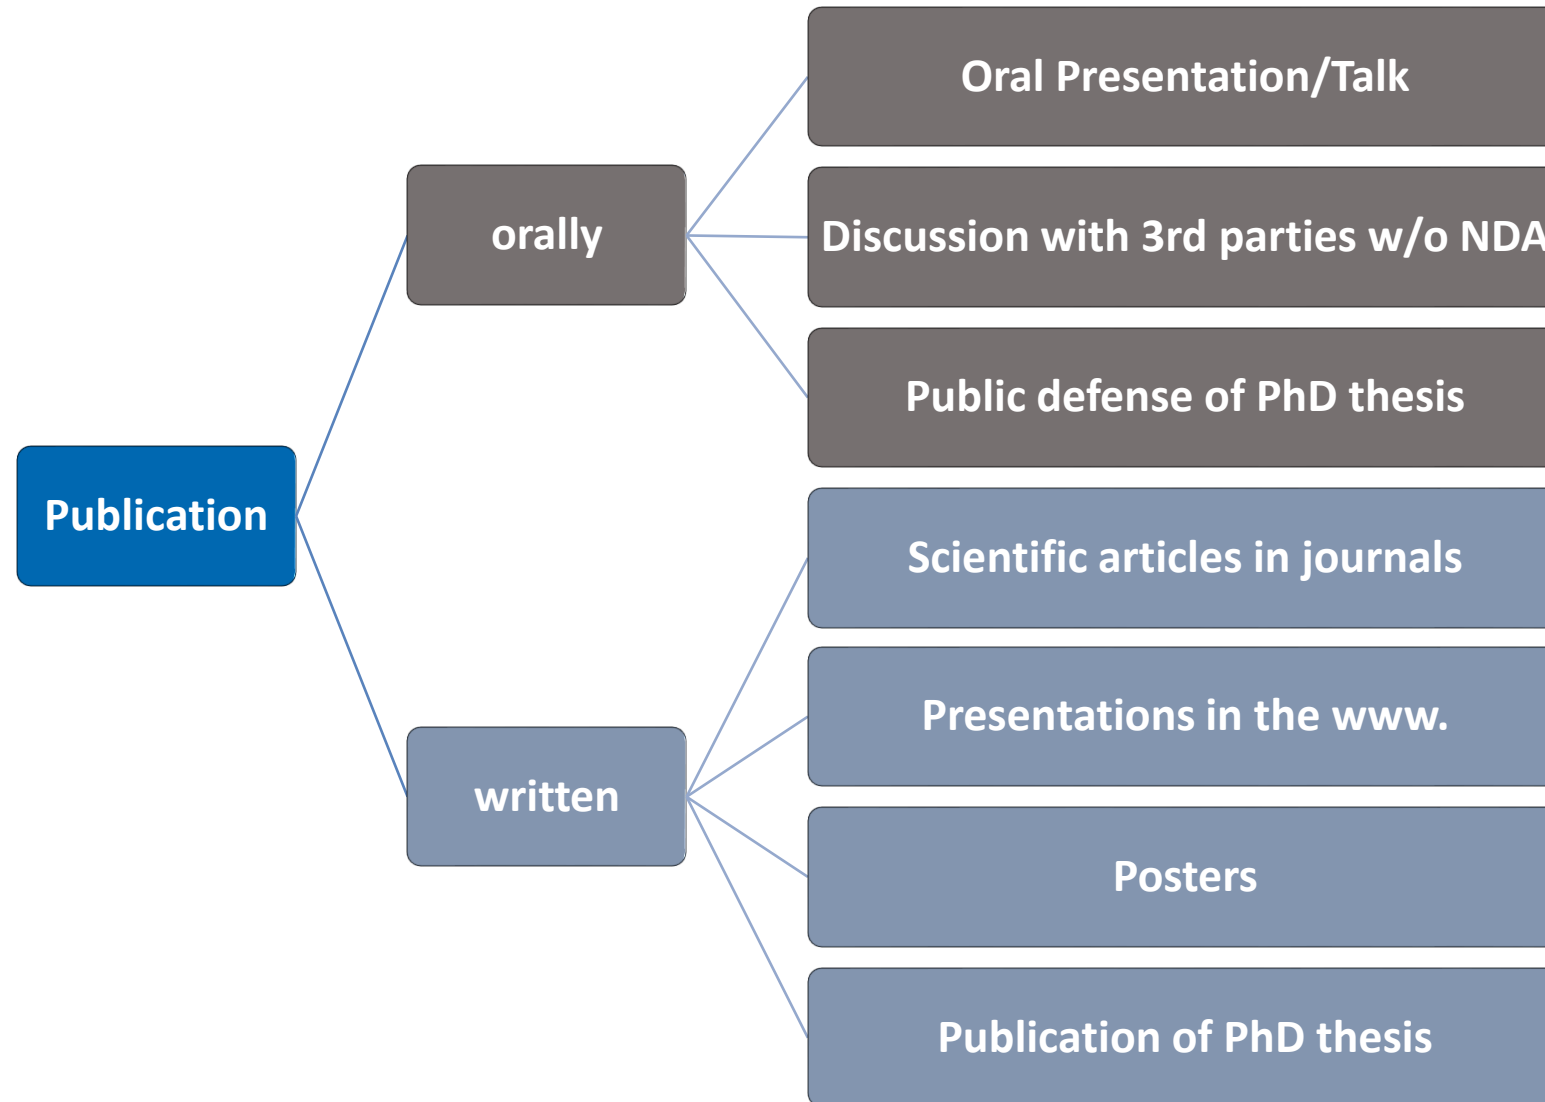 Publication
orally
Oral Presentation/Talk
Discussion with 3rd parties w/o NDA
Public defense of PhD thesis
written
Scientific articles in journals
Presentations in the www.
Posters
Publication of PhD thesis